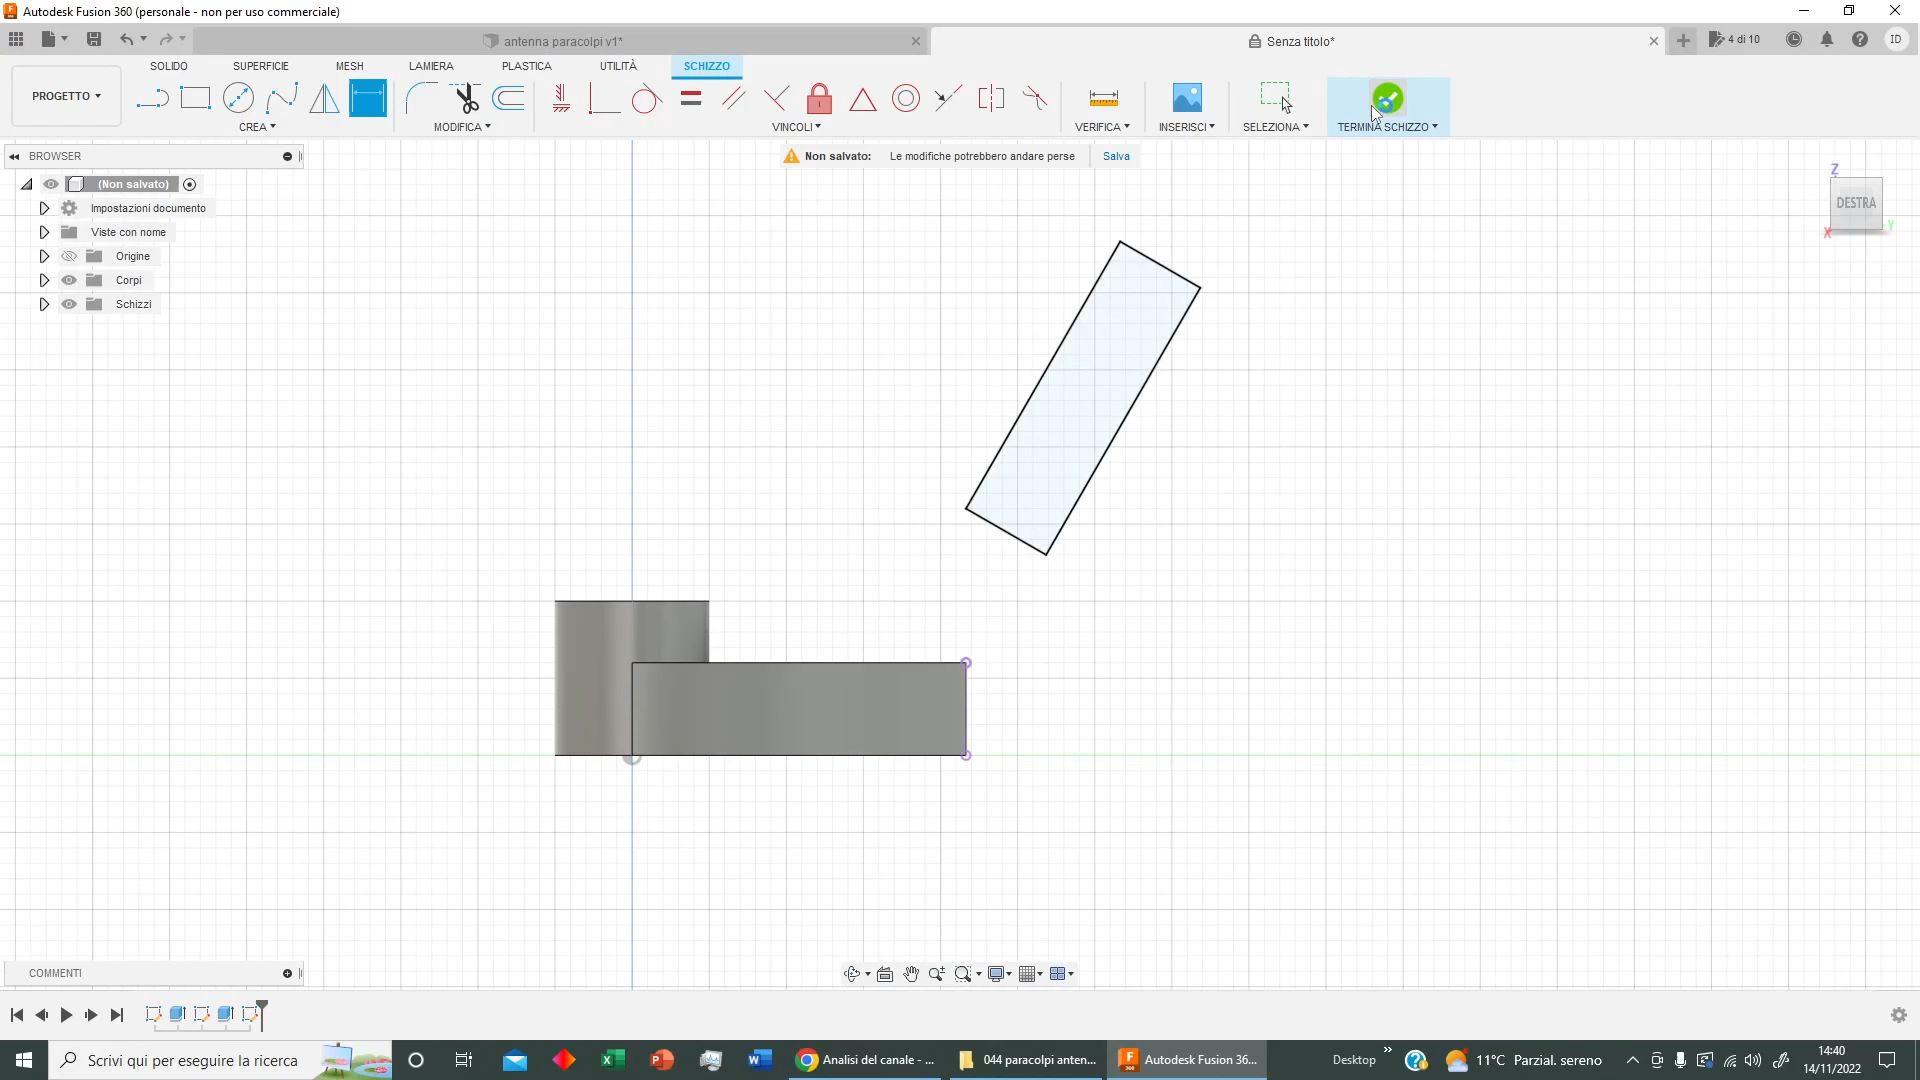 Autodesk Fusion 360 (personale - non per uso commerciale)
antenna paracolpi v1*
Senza titolo*
4 di 10
ID
SOLIDO
SUPERFICIE
MESH
LAMIERA
PLASTICA
UTILITÀ
SCHIZZO
PROGETTO
CREA
MODIFICA
VINCOLI
VERIFICA
INSERISCI
SELEZIONA
TERMINA SCHIZZO
BROWSER
Non salvato: Le modifiche potrebbero andare perse Salva
(Non salvato)
Impostazioni documento
Viste con nome
Origine
Corpi
Schizzi
Z
DESTRA
X
Y
COMMENTI
Scrivi qui per eseguire la ricerca
Analisi del canale - ...
044 paracolpi anten...
Autodesk Fusion 36...
Desktop
11°C Parzial. sereno
14:40
14/11/2022